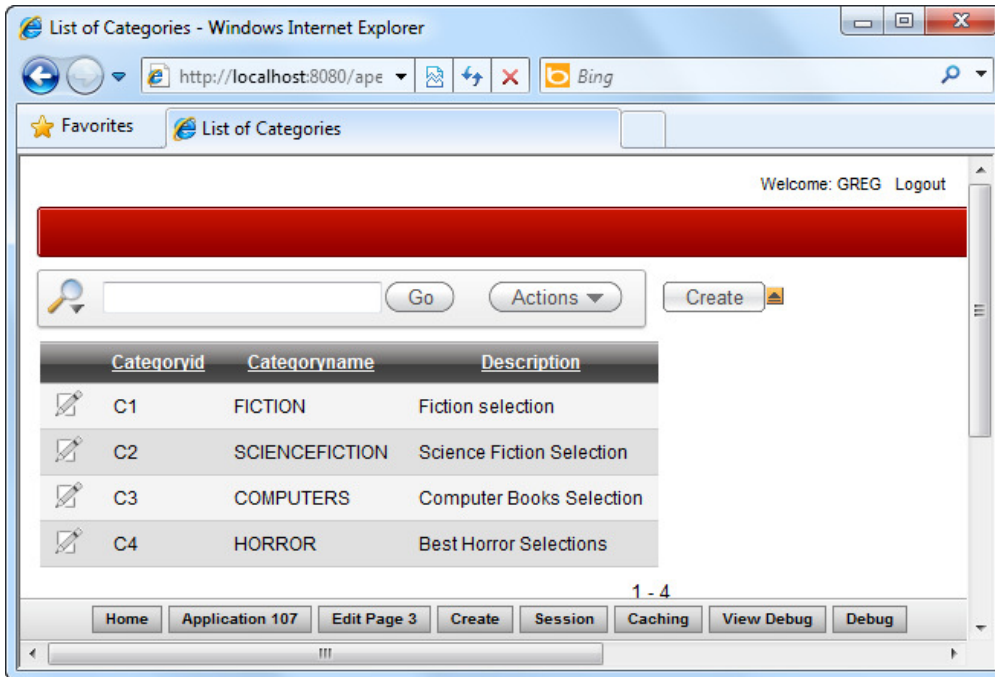 List of Categories - Windows Internet Explorer
http://localhost:8080/ape
Bing
Favorites
List of Categories
Welcome: GREG Logout
Go Actions Create
Categoryid Categoryname Description
C1 FICTION Fiction selection
C2 SCIENCEFICTION Science Fiction Selection
C3 COMPUTERS Computer Books Selection
C4 HORROR Best Horror Selections
1 - 4
Home Application 107 Edit Page 3 Create Session Caching View Debug Debug